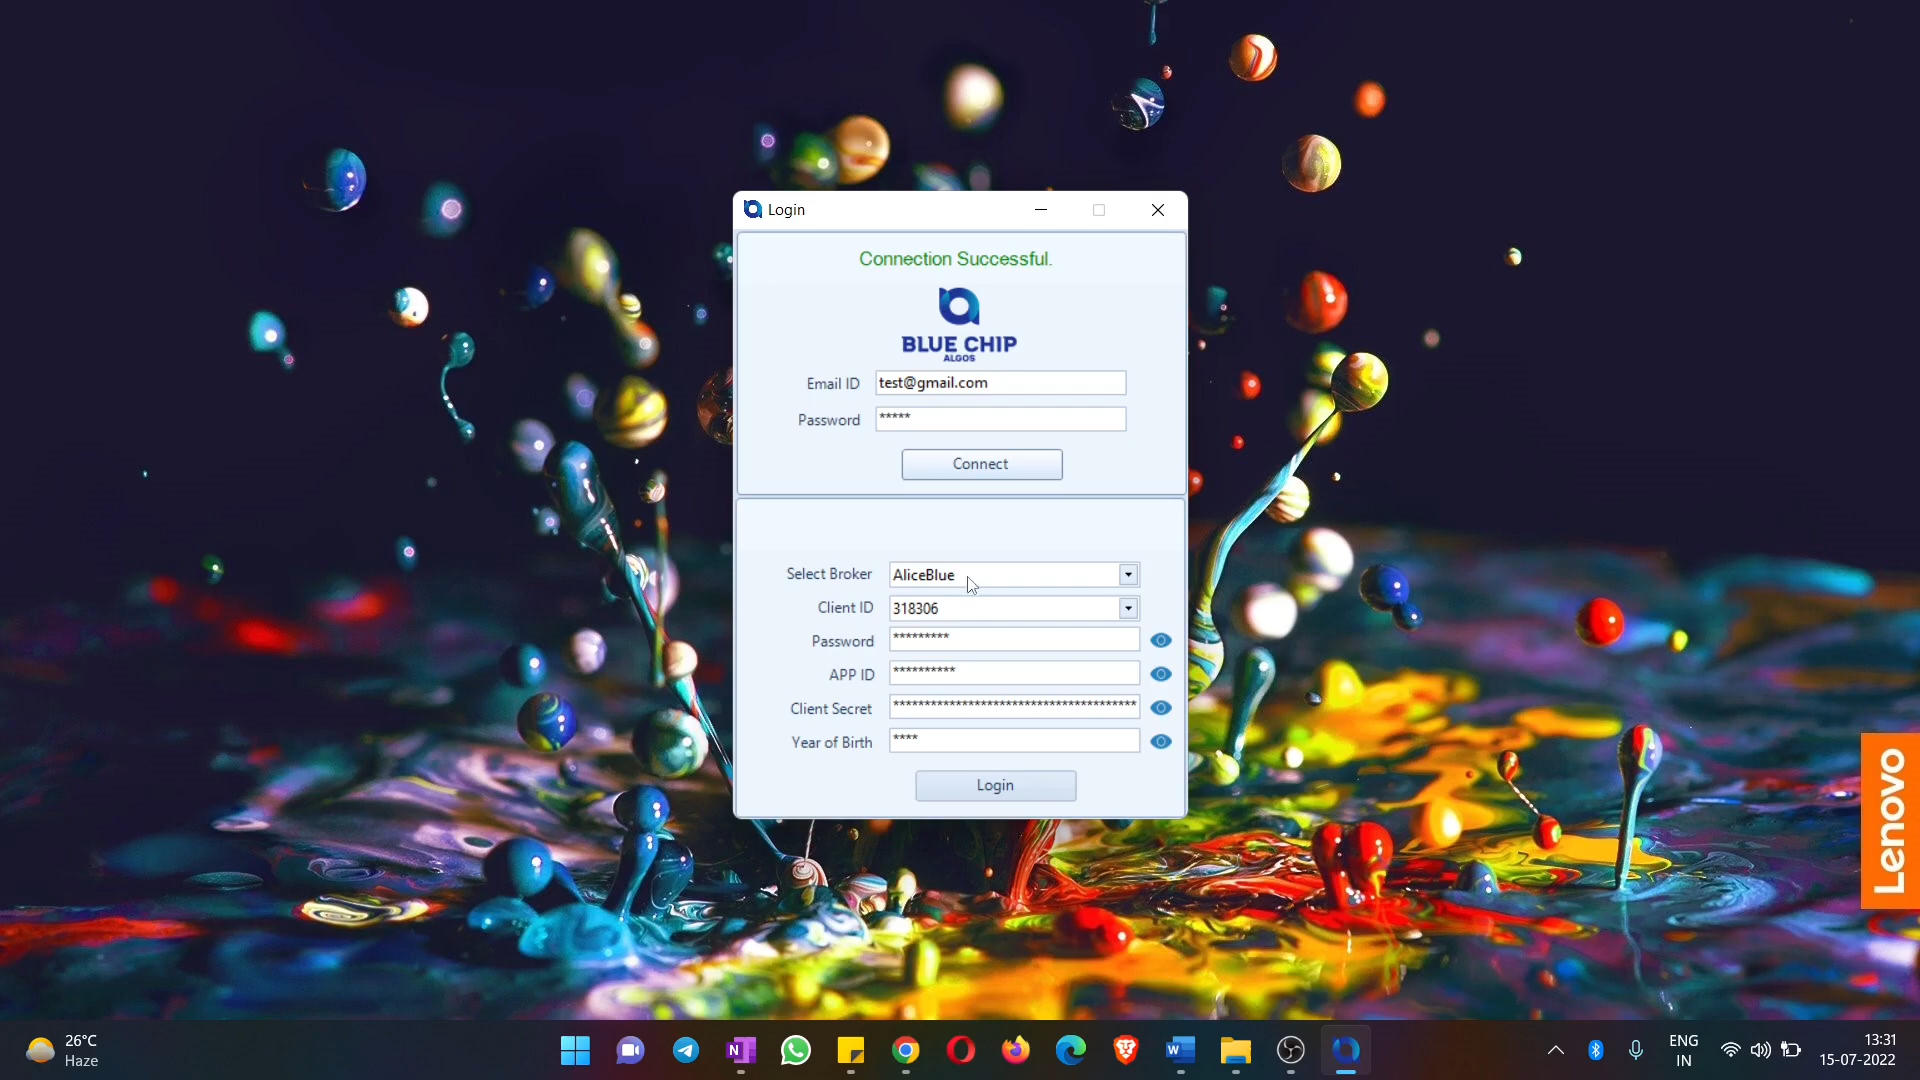 Login
Connection Successful.
BLUE CHIP
ALGOS
Email ID test@gmail.com
Password *****
Connect
Select Broker AliceBlue
Client ID 318306
Password *********
APP ID **********
Client Secret ***************************************
Year of Birth ****
Login
Lenovo
26°C
Haze
N
W
ENG
IN
13:31
15-07-2022